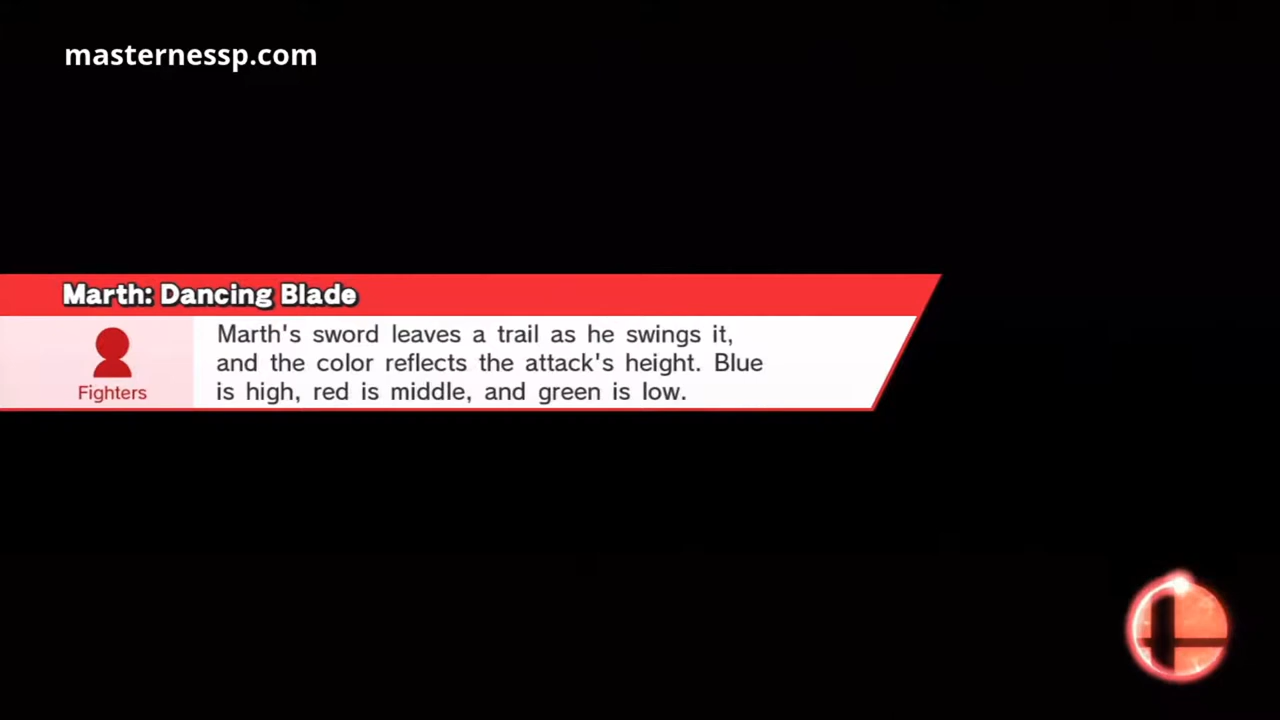 masternessp.com
Marth: Dancing Blade
Fighters
Marth's sword leaves a trail as he swings it,
and the color reflects the attack's height. Blue
is high, red is middle, and green is low.